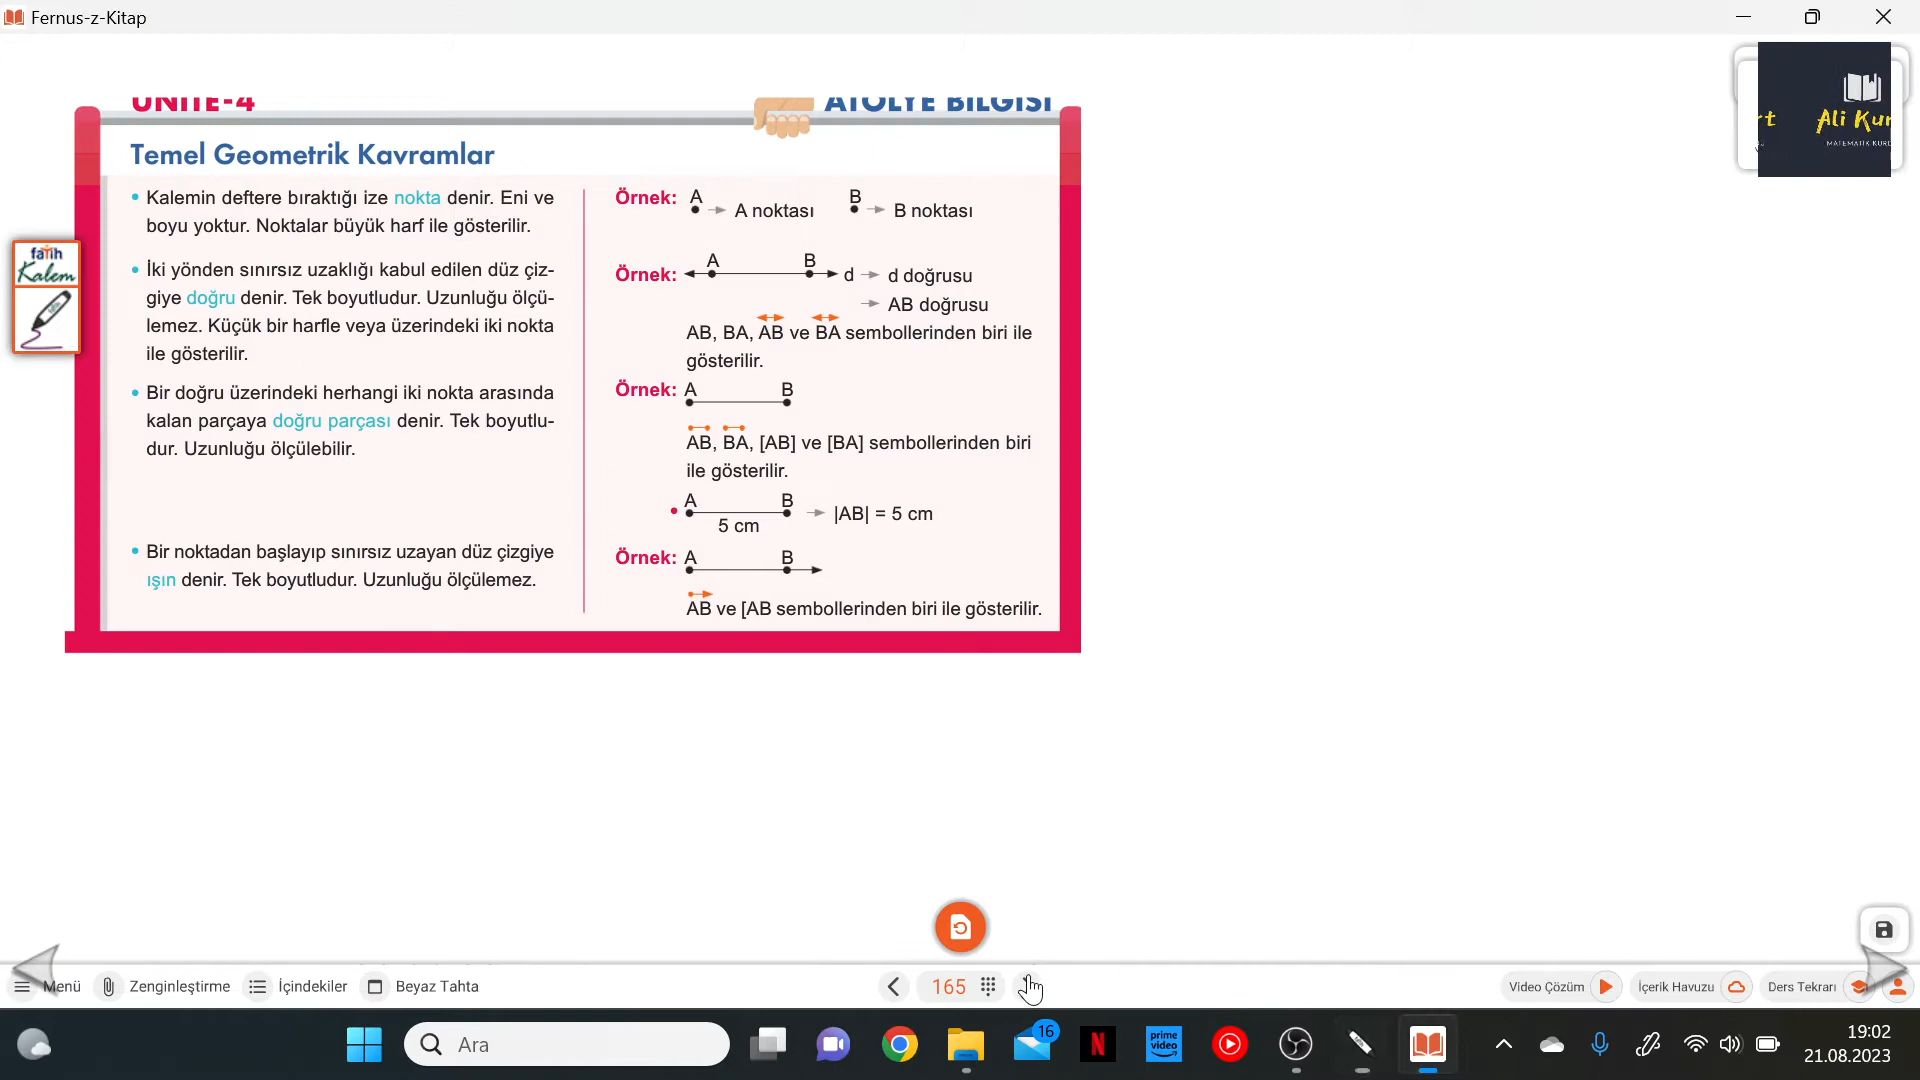 Fernus-z-Kitap
ÜNİTE-4
ATÖLYE BİLGİSİ
Temel Geometrik Kavramlar
• Kalemin deftere bıraktığı ize nokta denir. Eni ve
boyu yoktur. Noktalar büyük harf ile gösterilir.
• İki yönden sınırsız uzaklığı kabul edilen düz çiz-
giye doğru denir. Tek boyutludur. Uzunluğu ölçü-
lemez. Küçük bir harfle veya üzerindeki iki nokta
ile gösterilir.
• Bir doğru üzerindeki herhangi iki nokta arasında
kalan parçaya doğru parçası denir. Tek boyutlu-
dur. Uzunluğu ölçülebilir.
• Bir noktadan başlayıp sınırsız uzayan düz çizgiye
ışın denir. Tek boyutludur. Uzunluğu ölçülemez.
Örnek: A → A noktası B → B noktası
Örnek: A B d → d doğrusu
→ AB doğrusu
AB, BA, AB ve BA sembollerinden biri ile
gösterilir.
Örnek: A B
AB, BA, [AB] ve [BA] sembollerinden biri
ile gösterilir.
• A B → |AB| = 5 cm
5 cm
Örnek: A B
AB ve [AB sembollerinden biri ile gösterilir.
fatih
Kalem
rt Ali Kur
MATEMATİK KURD
Menü Zenginleştirme İçindekiler Beyaz Tahta 165 Video Çözüm İçerik Havuzu Ders Tekrarı
Ara
16
N
prime
video
19:02
21.08.2023